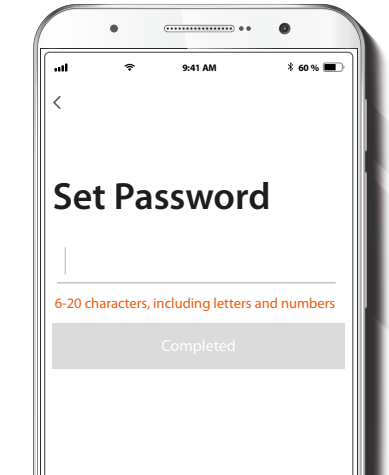 9:41 AM
60 %
Set Password
6-20 characters, including letters and numbers
Completed